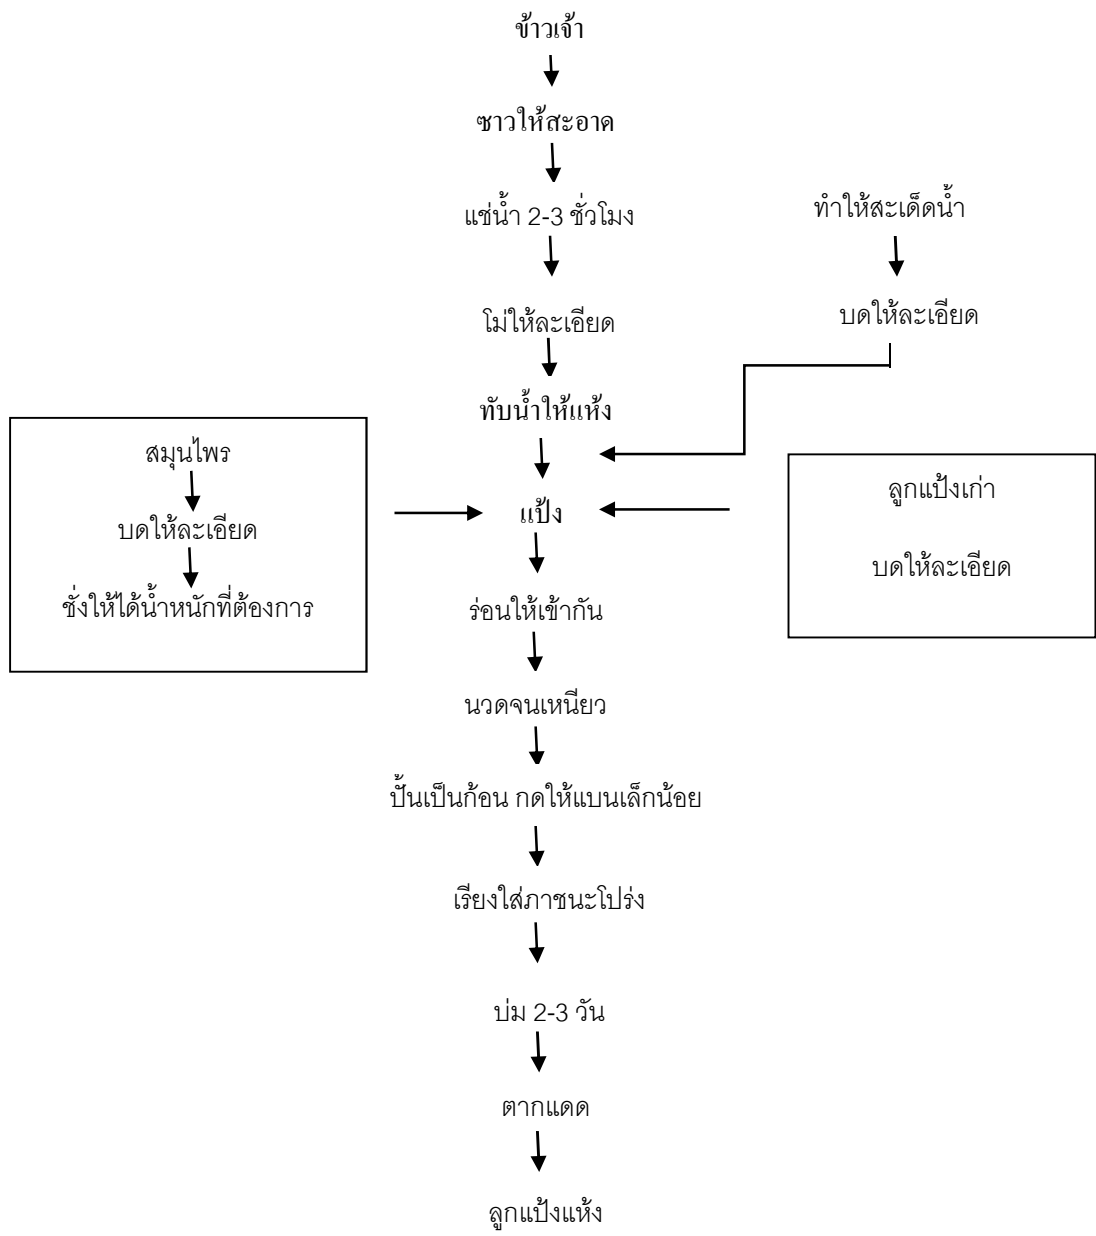 ข้าวเจ้า
ซาวให้สะอาด
แช่น้ำ 2-3 ชั่วโมง
ทำให้สะเด็ดน้ำ
โม่ให้ละเอียด
บดให้ละเอียด
ทับน้ำให้แห้ง
สมุนไพร
บดให้ละเอียด
ชั่งให้ได้น้ำหนักที่ต้องการ
แป้ง
ลูกแป้งเก่า
บดให้ละเอียด
ร่อนให้เข้ากัน
นวดจนเหนียว
ปั้นเป็นก้อน กดให้แบนเล็กน้อย
เรียงใส่ภาชนะโปร่ง
บ่ม 2-3 วัน
ตากแดด
ลูกแป้งแห้ง